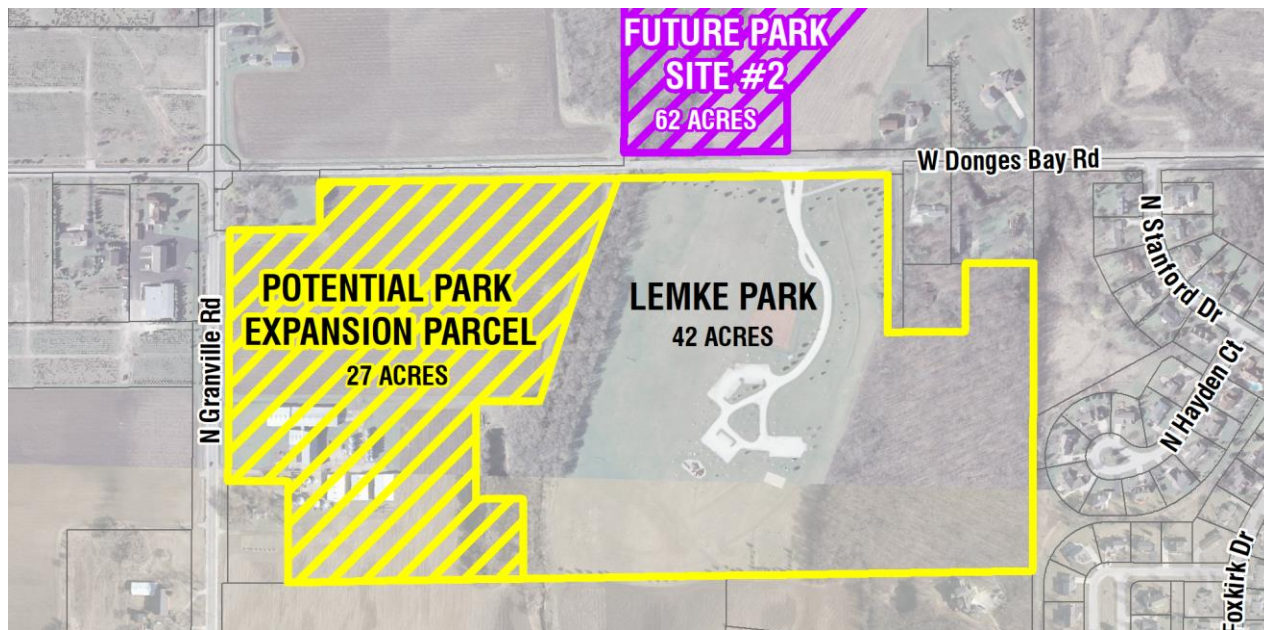 FUTURE PARK
SITE #2
62 ACRES
W Donges Bay Rd
N Stanford Dr
POTENTIAL PARK
EXPANSION PARCEL
27 ACRES
LEMKE PARK
42 ACRES
N Granville Rd
N Hayden Ct
Foxkirk Dr